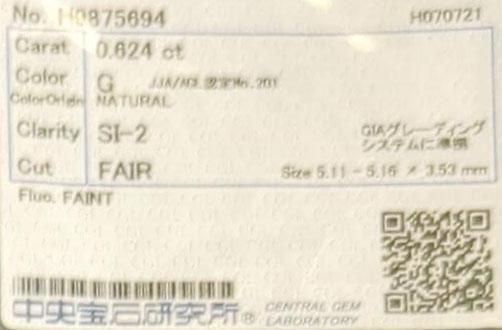 No. H0875694 H070721
Carat 0.624 ct
Color G JJA/AGL認定No.201
ColorOrigin NATURAL
Clarity SI-2 GIAグレーディング
システムに準拠
Cut FAIR Size 5.11 - 5.16 × 3.53 mm
Fluo. FAINT
中央宝石研究所® CENTRAL GEM
LABORATORY